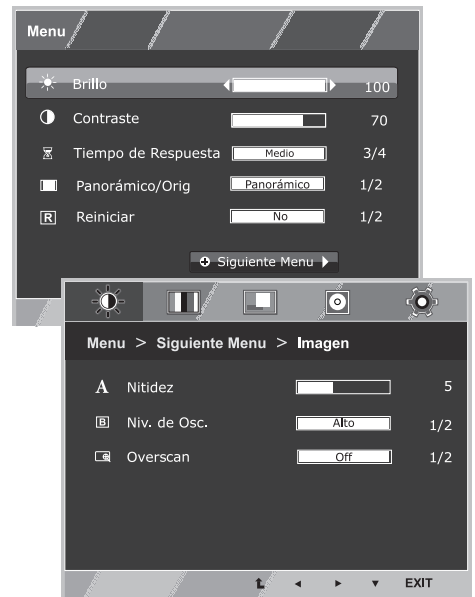 Menu
Brillo 100
Contraste 70
Tiempo de Respuesta Medio 3/4
Panorámico/Orig Panorámico 1/2
R Reiniciar No 1/2
Siguiente Menu
Menu > Siguiente Menu > Imagen
A Nitidez 5
B Niv. de Osc. Alto 1/2
Overscan Off 1/2
EXIT